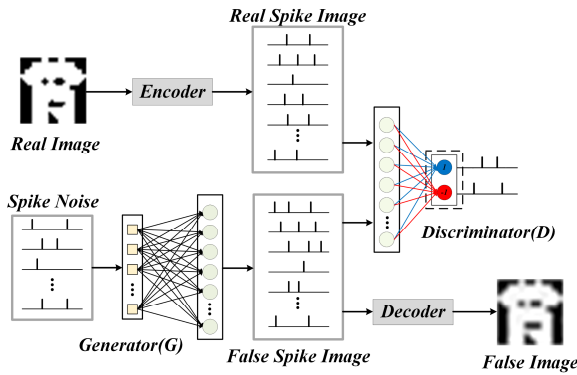 Real Spike Image
Encoder
Real Image
Spike Noise
Discriminator(D)
Decoder
Generator(G)
False Spike Image
False Image